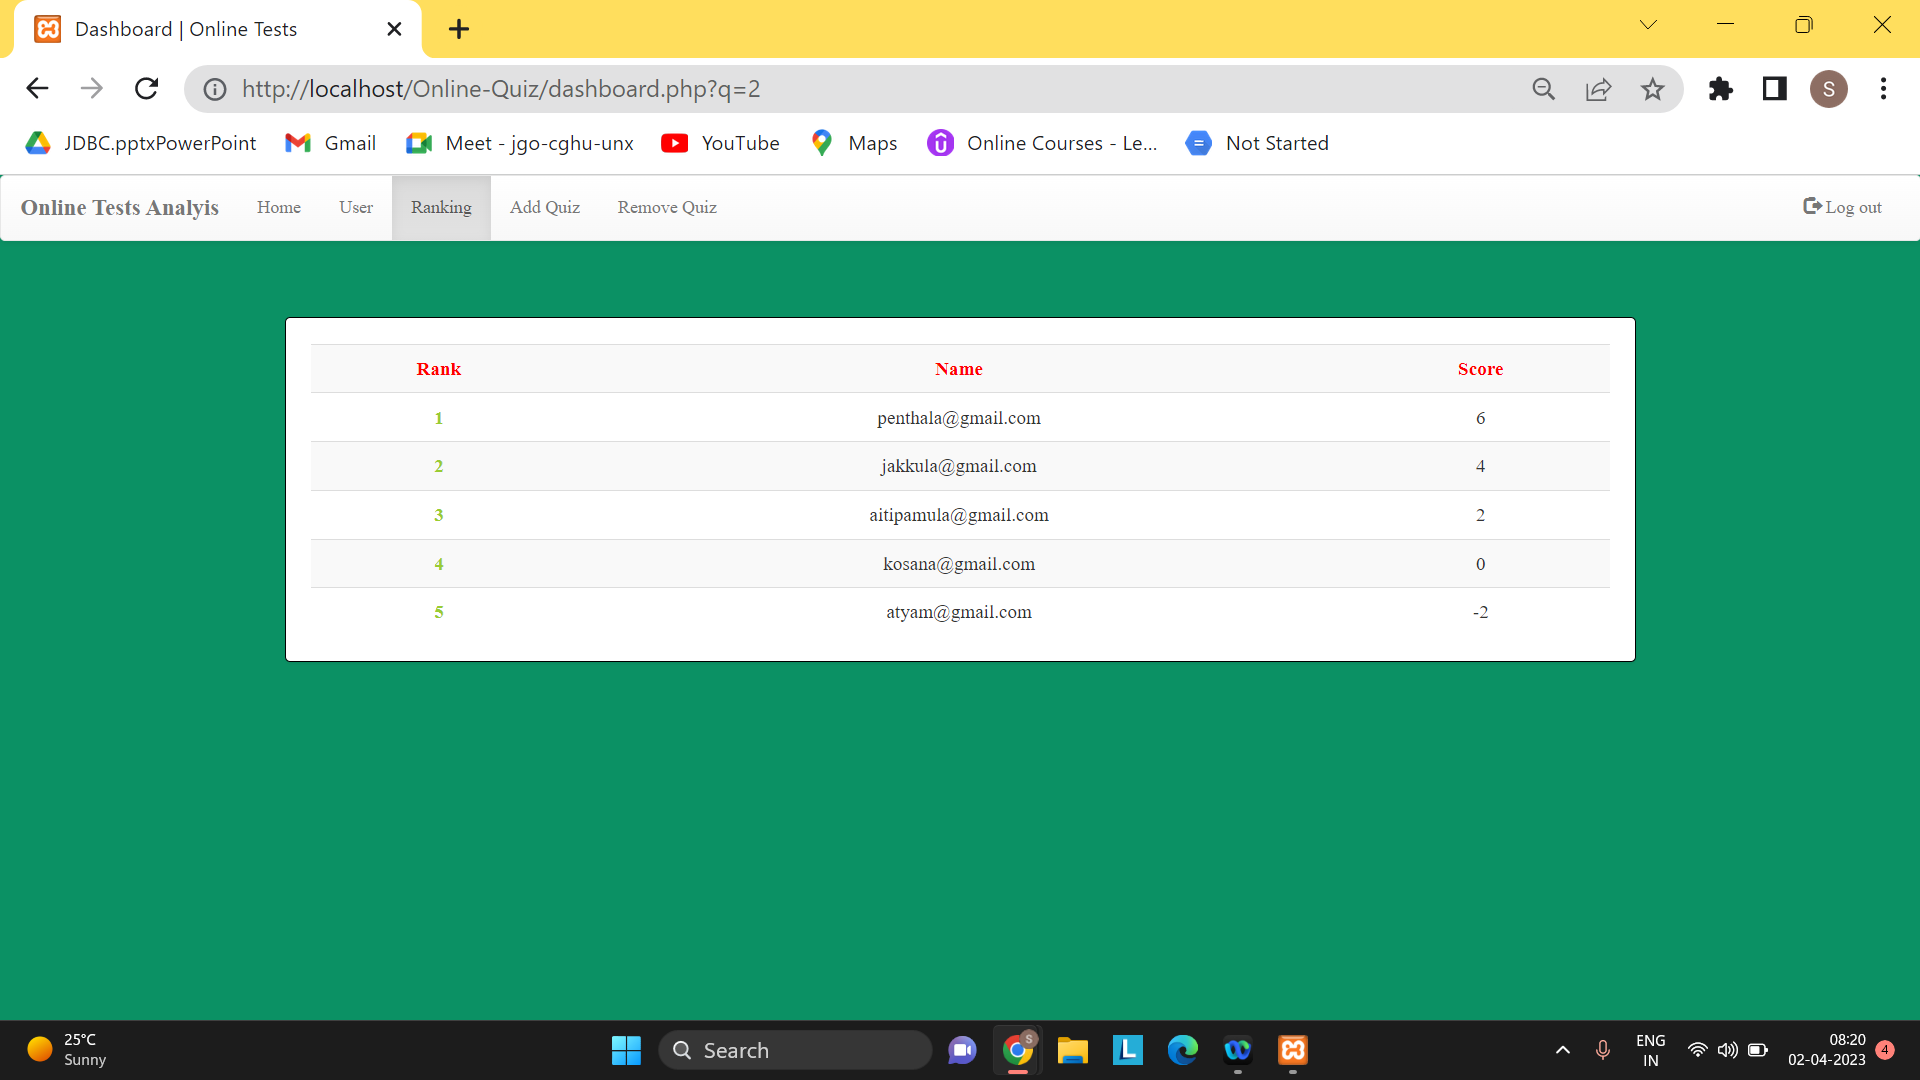 Dashboard | Online Tests
http://localhost/Online-Quiz/dashboard.php?q=2
S
JDBC.pptxPowerPoint Gmail Meet - jgo-cghu-unx YouTube Maps Online Courses - Le... Not Started
Online Tests Analyis Home User Ranking Add Quiz Remove Quiz Log out
Rank Name Score
1 penthala@gmail.com 6
2 jakkula@gmail.com 4
3 aitipamula@gmail.com 2
4 kosana@gmail.com 0
5 atyam@gmail.com -2
25°C
Sunny
Search
S
L
ENG
IN
08:20
02-04-2023
4